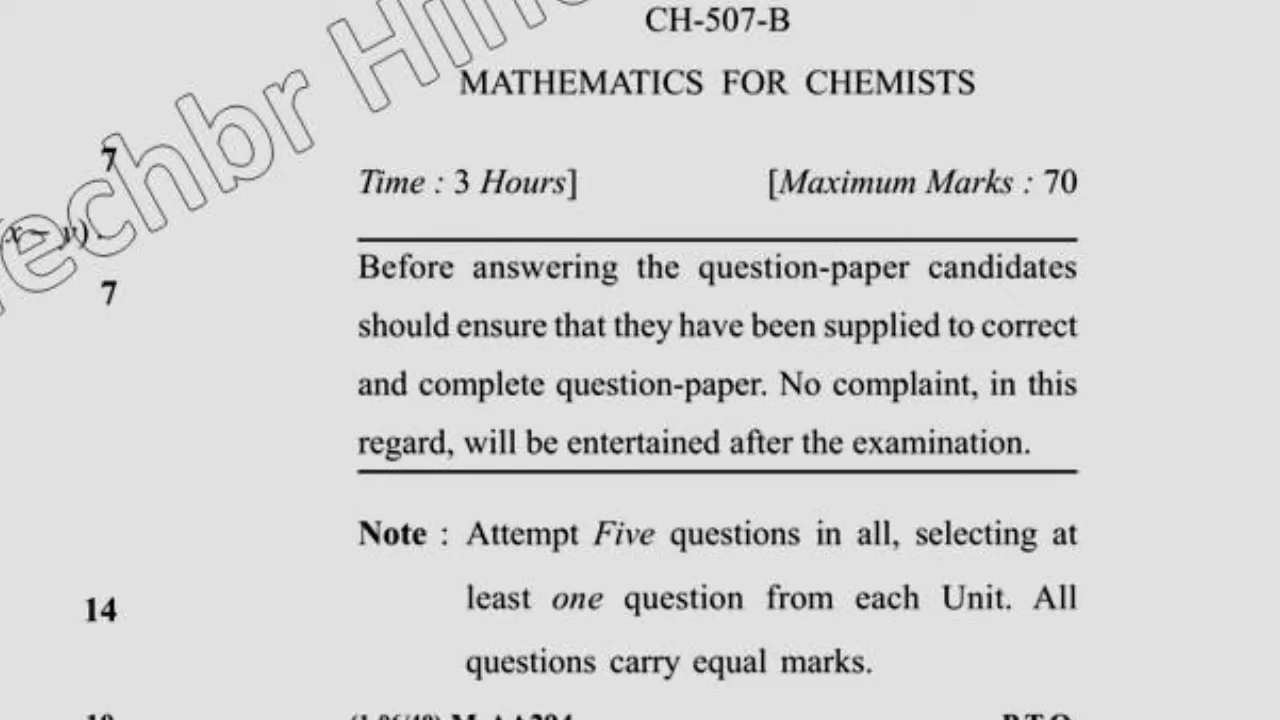 CH-507-B
MATHEMATICS FOR CHEMISTS
7
Time : 3 Hours]
[Maximum Marks : 70
Before answering the question-paper candidates
7
should ensure that they have been supplied to correct
and complete question-paper. No complaint, in this
regard, will be entertained after the examination.
Note : Attempt Five questions in all, selecting at
14
least one question from each Unit. All
questions carry equal marks.